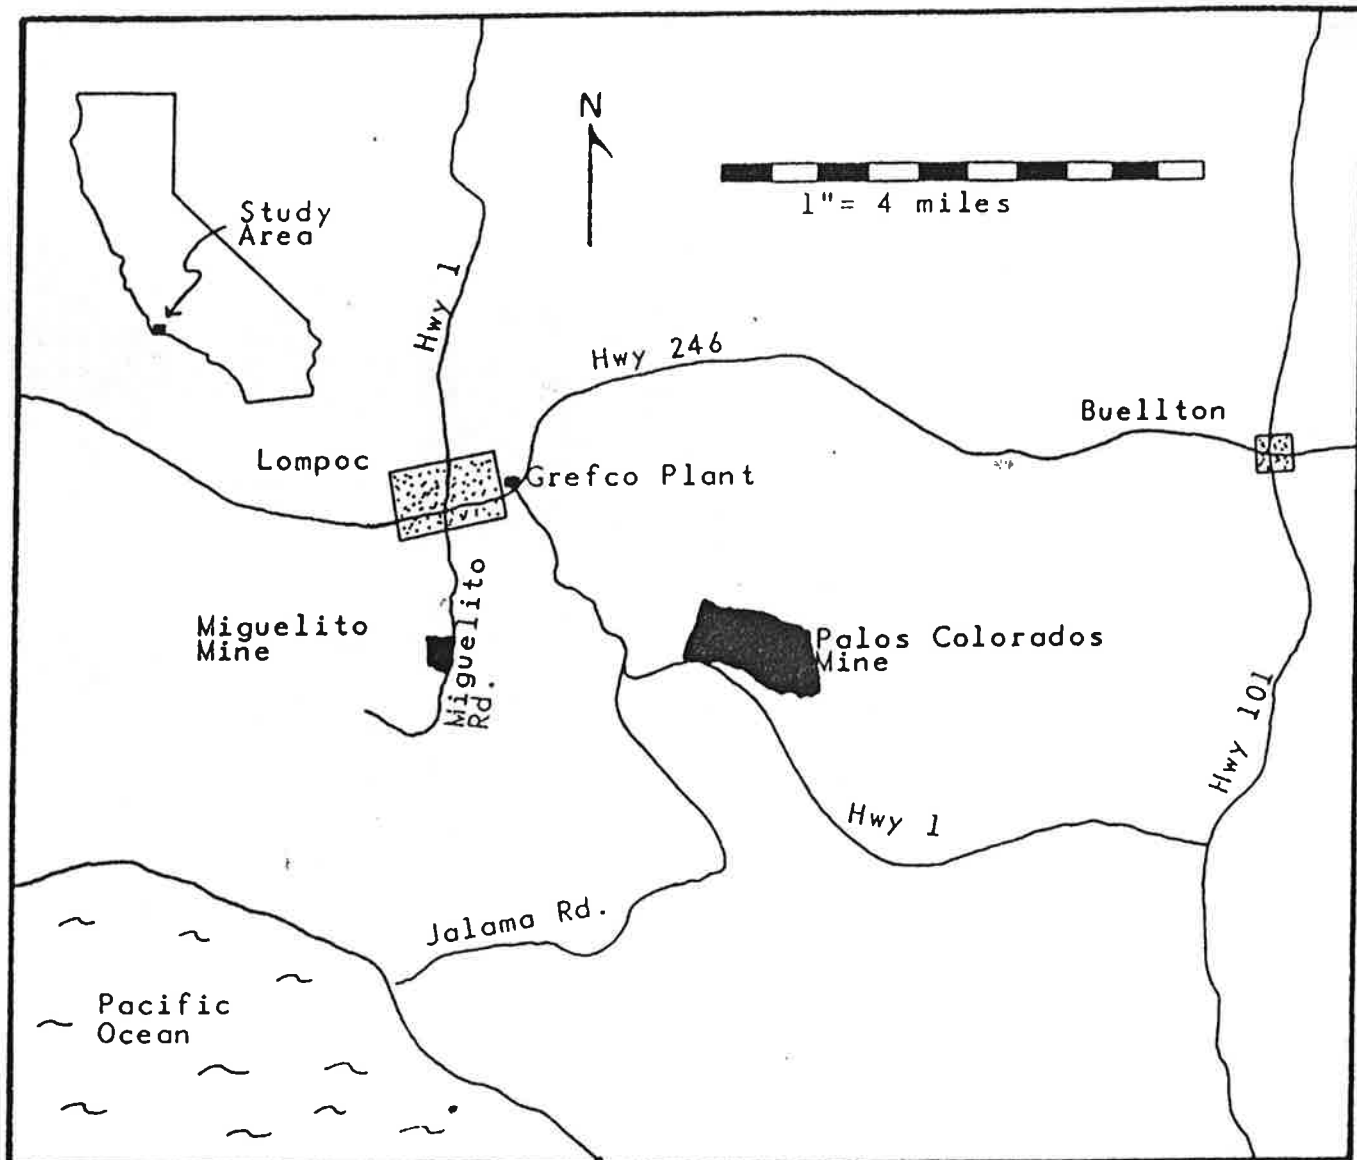 N
Study
Area
1"= 4 miles
Hwy 1
Hwy 246
Buellton
Lompoc
Grefco Plant
Miguelito
Mine
Miguelito
Rd.
Palos Colorados
Mine
Hwy 101
Hwy 1
Jalama Rd.
Pacific
Ocean